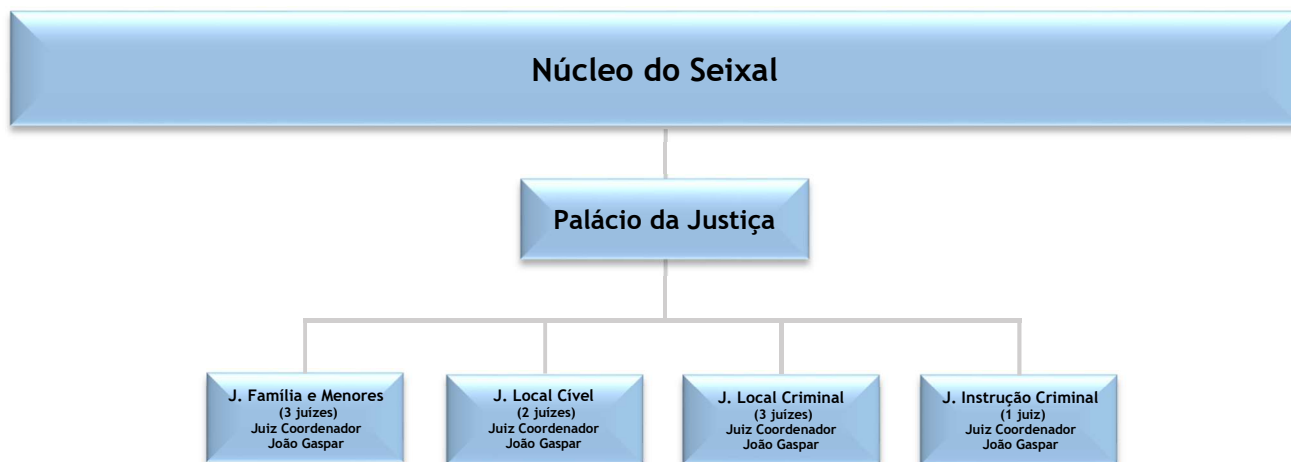 Núcleo do Seixal
Palácio da Justiça
J. Família e Menores
(3 juízes)
Juiz Coordenador
João Gaspar
J. Local Cível
(2 juízes)
Juiz Coordenador
João Gaspar
J. Local Criminal
(3 juízes)
Juiz Coordenador
João Gaspar
J. Instrução Criminal
(1 juiz)
Juiz Coordenador
João Gaspar